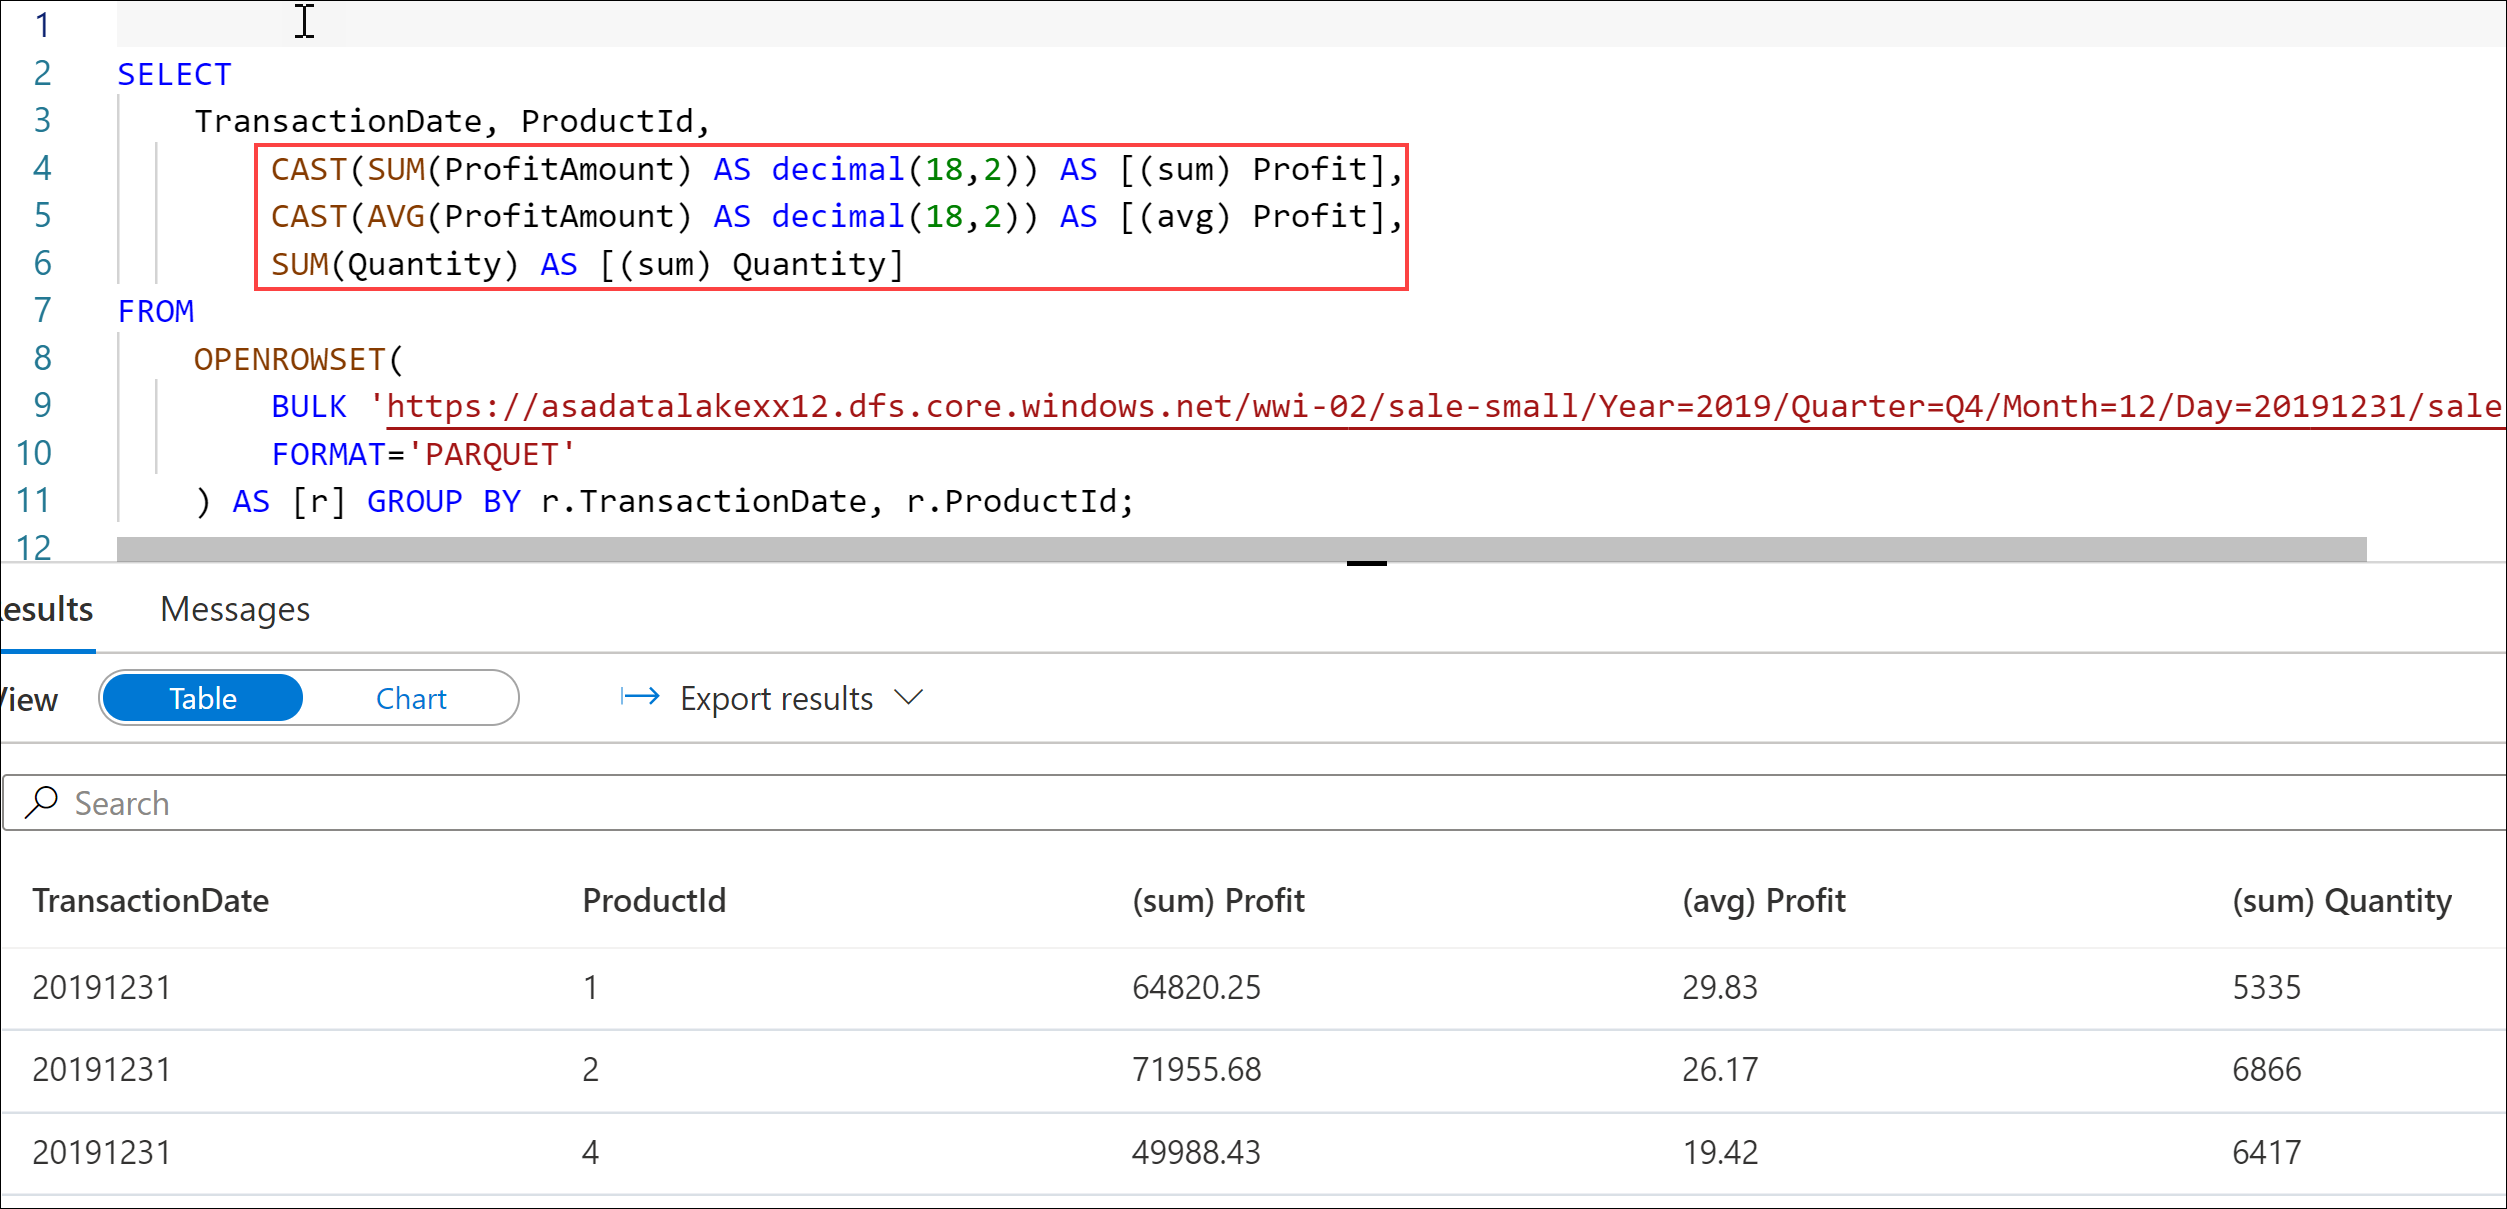 1
2 SELECT
3 TransactionDate, ProductId,
4 CAST(SUM(ProfitAmount) AS decimal(18,2)) AS [(sum) Profit],
5 CAST(AVG(ProfitAmount) AS decimal(18,2)) AS [(avg) Profit],
6 SUM(Quantity) AS [(sum) Quantity]
7 FROM
8 OPENROWSET(
9 BULK 'https://asadatalakexx12.dfs.core.windows.net/wwi-02/sale-small/Year=2019/Quarter=Q4/Month=12/Day=20191231/sale
10 FORMAT='PARQUET'
11 ) AS [r] GROUP BY r.TransactionDate, r.ProductId;
12
esults Messages
View Table Chart Export results
Search
TransactionDate ProductId (sum) Profit (avg) Profit (sum) Quantity
20191231 1 64820.25 29.83 5335
20191231 2 71955.68 26.17 6866
20191231 4 49988.43 19.42 6417